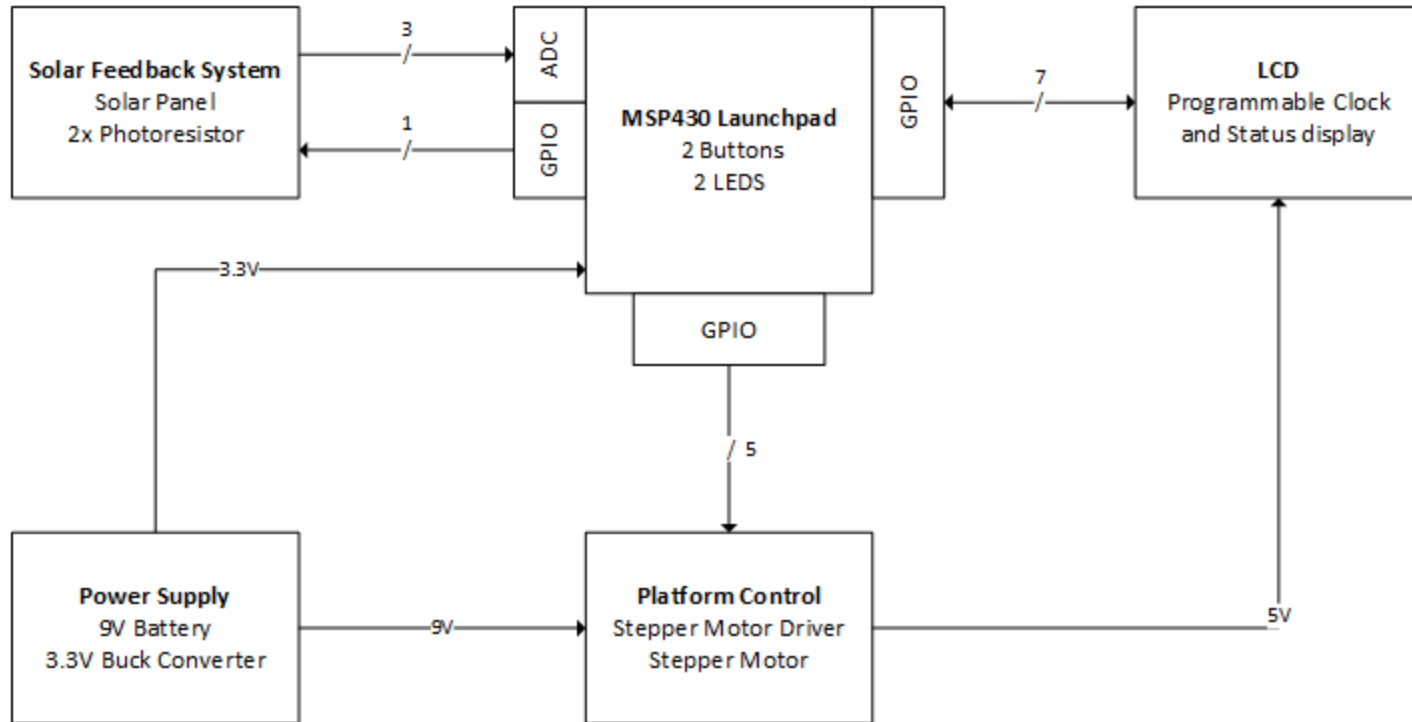 Solar Feedback System
Solar Panel
2x Photoresistor
3
/
1
/
ADC
GPIO
MSP430 Launchpad
2 Buttons
2 LEDS
GPIO
7
/
LCD
Programmable Clock
and Status display
3.3V
GPIO
/ 5
Power Supply
9V Battery
3.3V Buck Converter
9V
Platform Control
Stepper Motor Driver
Stepper Motor
5V